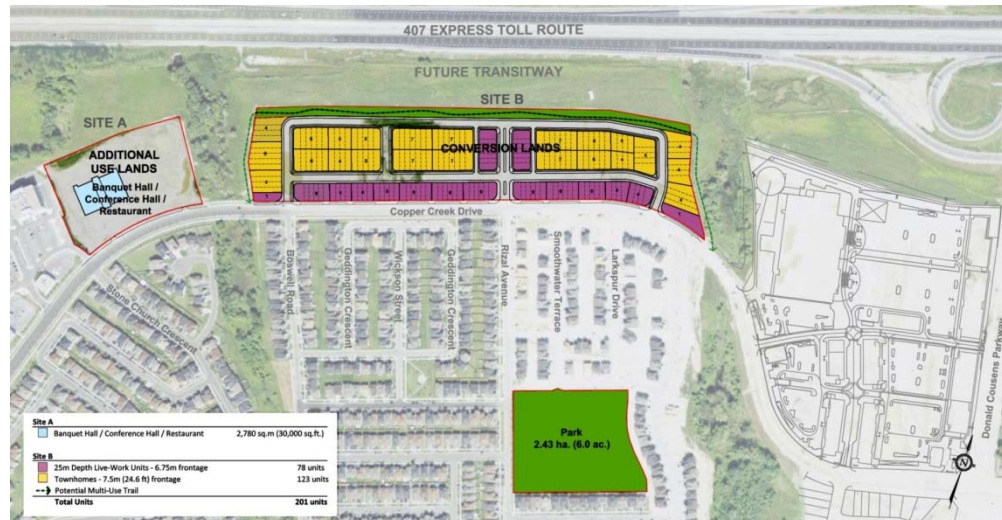 407 EXPRESS TOLL ROUTE
FUTURE TRANSITWAY
SITE B
SITE A
ADDITIONAL
USE LANDS
Banquet Hall /
Conference Hall /
Restaurant
CONVERSION LANDS
Copper Creek Drive
Boswell Road
Geddington Crescent
Wickson Street
Geddington Crescent
Rizal Avenue
Smoothwater Terrace
Larkspur Drive
Stone Church Crescent
Donald Cousens Parkway
Park
2.43 ha. (6.0 ac.)
N
Site A
Banquet Hall / Conference Hall / Restaurant 2,780 sq.m (30,000 sq.ft.)
Site B
25m Depth Live-Work Units - 6.75m frontage 78 units
Townhomes - 7.5m (24.6 ft) frontage 123 units
Potential Multi-Use Trail
Total Units 201 units